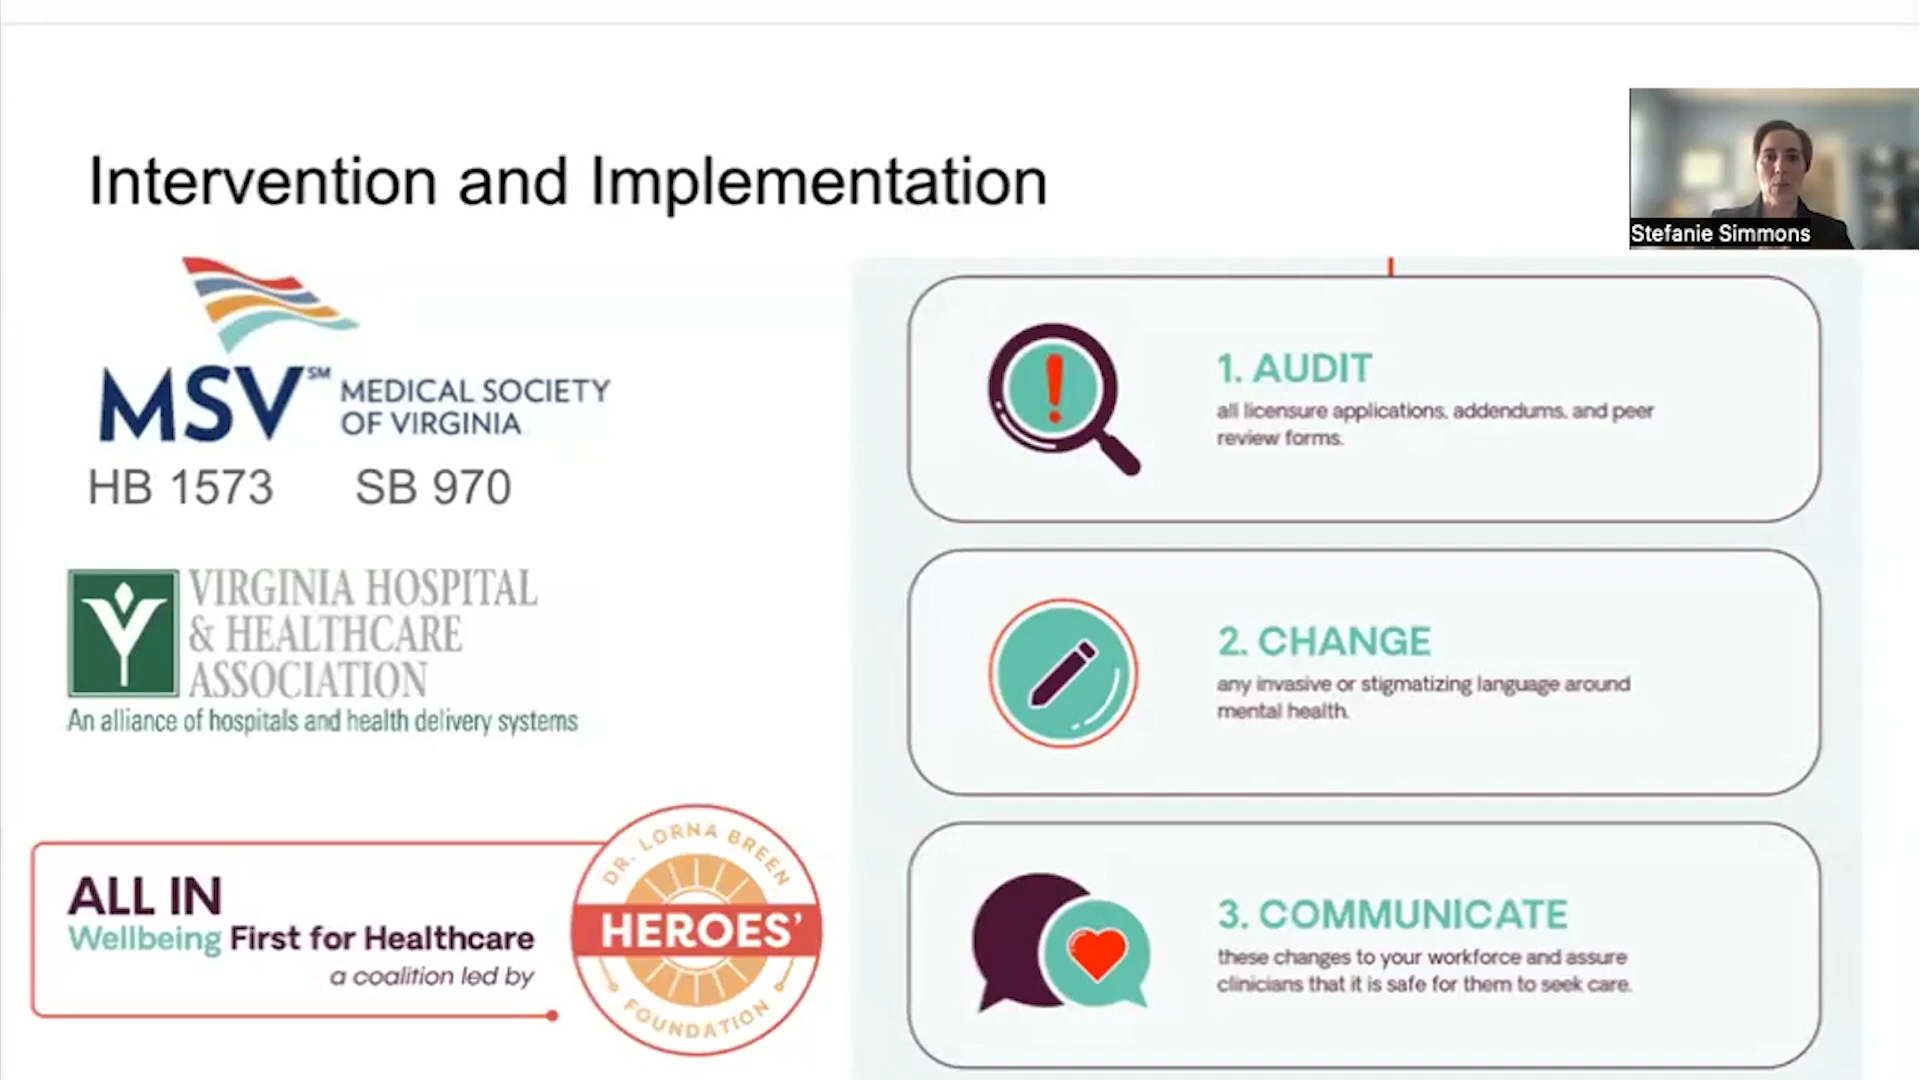 Intervention and Implementation
Stefanie Simmons
MSV℠ MEDICAL SOCIETY
OF VIRGINIA
HB 1573 SB 970
VIRGINIA HOSPITAL
& HEALTHCARE
ASSOCIATION
An alliance of hospitals and health delivery systems
ALL IN
Wellbeing First for Healthcare
a coalition led by
DR. LORNA BREEN
HEROES'
FOUNDATION
1. AUDIT
all licensure applications, addendums, and peer
review forms.
2. CHANGE
any invasive or stigmatizing language around
mental health.
3. COMMUNICATE
these changes to your workforce and assure
clinicians that it is safe for them to seek care.